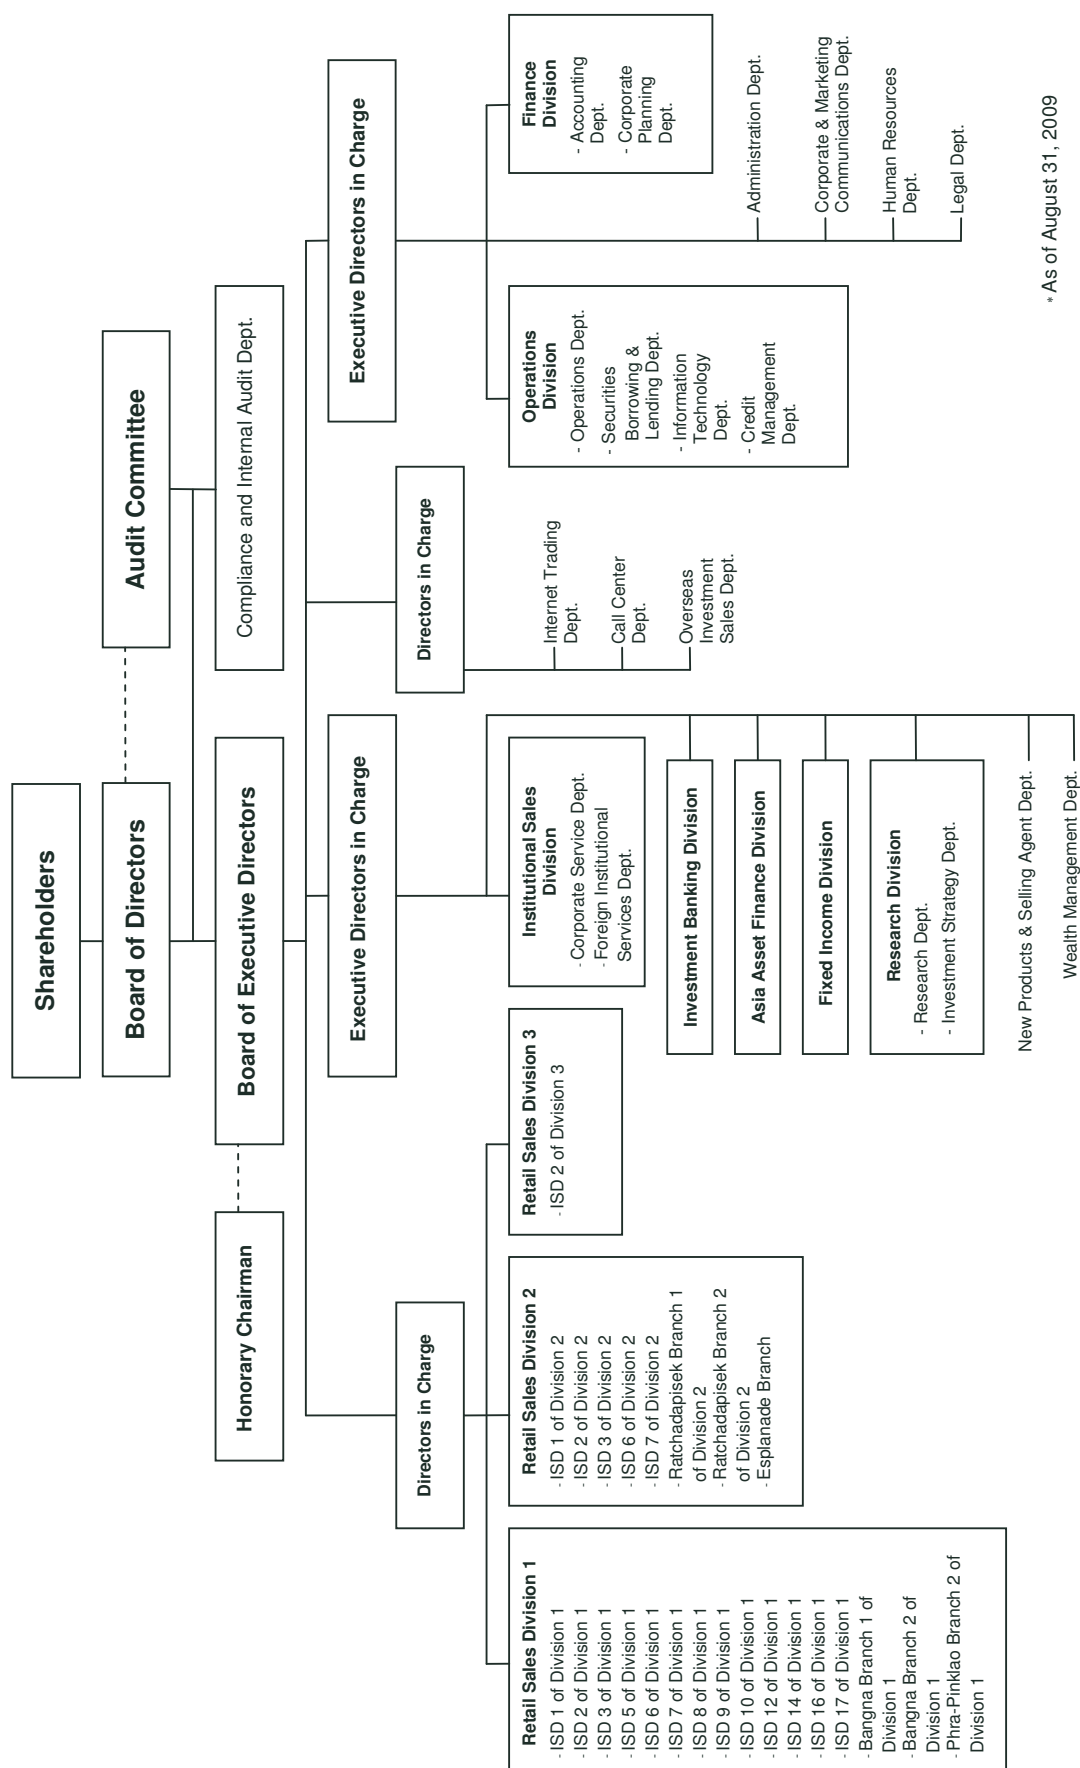 Shareholders
Board of Directors
Audit Committee
Honorary Chairman
Board of Executive Directors
Compliance and Internal Audit Dept.
Directors in Charge
Executive Directors in Charge
Directors in Charge
Executive Directors in Charge
Retail Sales Division 1
- ISD 1 of Division 1
- ISD 2 of Division 1
- ISD 3 of Division 1
- ISD 5 of Division 1
- ISD 6 of Division 1
- ISD 7 of Division 1
- ISD 8 of Division 1
- ISD 9 of Division 1
- ISD 10 of Division 1
- ISD 12 of Division 1
- ISD 14 of Division 1
- ISD 16 of Division 1
- ISD 17 of Division 1
- Bangna Branch 1 of
Division 1
- Bangna Branch 2 of
Division 1
- Phra-Pinklao Branch 2 of
Division 1
Retail Sales Division 2
- ISD 1 of Division 2
- ISD 2 of Division 2
- ISD 3 of Division 2
- ISD 6 of Division 2
- ISD 7 of Division 2
- Ratchadapisek Branch 1
of Division 2
- Ratchadapisek Branch 2
of Division 2
- Esplanade Branch
Retail Sales Division 3
- ISD 2 of Division 3
Institutional Sales
Division
- Corporate Service Dept.
- Foreign Institutional
Services Dept.
Investment Banking Division
Asia Asset Finance Division
Fixed Income Division
Research Division
- Research Dept.
- Investment Strategy Dept.
New Products & Selling Agent Dept.
Wealth Management Dept.
Internet Trading
Dept.
Call Center
Dept.
Overseas
Investment
Sales Dept.
Operations
Division
- Operations Dept.
- Securities
Borrowing &
Lending Dept.
- Information
Technology
Dept.
- Credit
Management
Dept.
Finance
Division
- Accounting
Dept.
- Corporate
Planning
Dept.
Administration Dept.
Corporate & Marketing
Communications Dept.
Human Resources
Dept.
Legal Dept.
* As of August 31, 2009